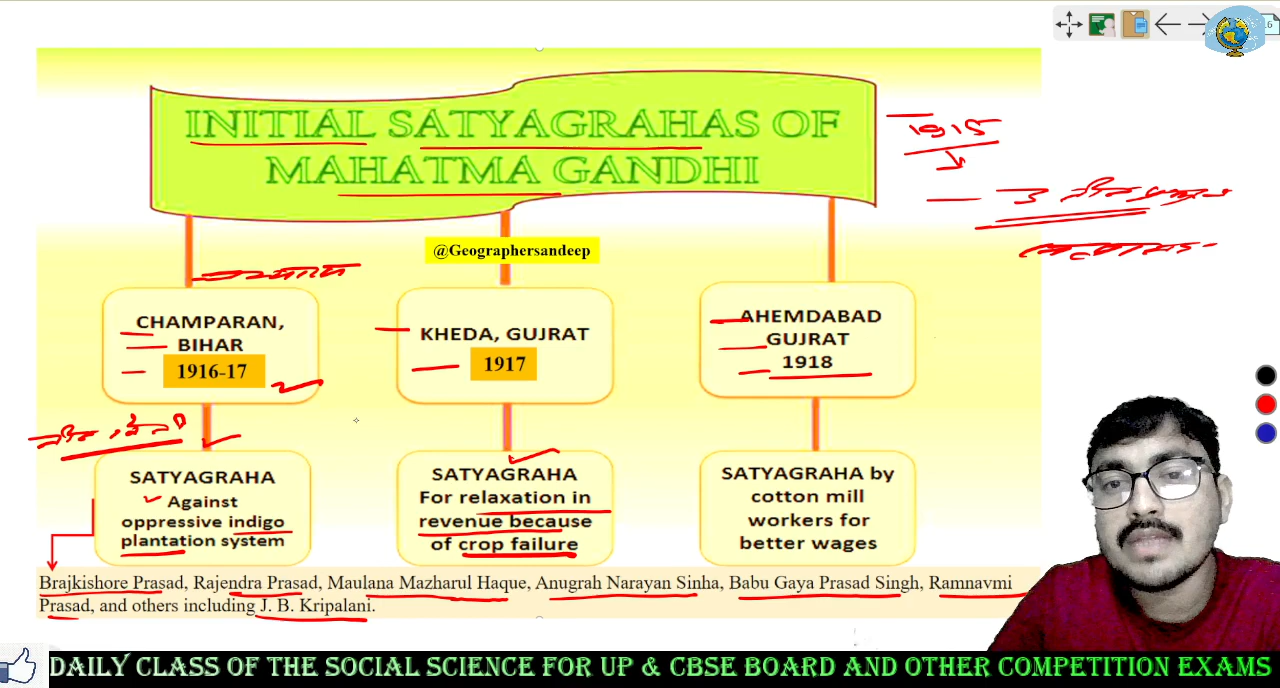 INITIAL SATYAGRAHAS OF
MAHATMA GANDHI
1915
@Geographersandeep
CHAMPARAN,
BIHAR
1916-17
KHEDA, GUJRAT
1917
AHEMDABAD
GUJRAT
1918
SATYAGRAHA
Against
oppressive indigo
plantation system
SATYAGRAHA
For relaxation in
revenue because
of crop failure
SATYAGRAHA by
cotton mill
workers for
better wages
Brajkishore Prasad, Rajendra Prasad, Maulana Mazharul Haque, Anugrah Narayan Sinha, Babu Gaya Prasad Singh, Ramnavmi
Prasad, and others including J. B. Kripalani.
DAILY CLASS OF THE SOCIAL SCIENCE FOR UP & CBSE BOARD AND OTHER COMPETITION EXAMS